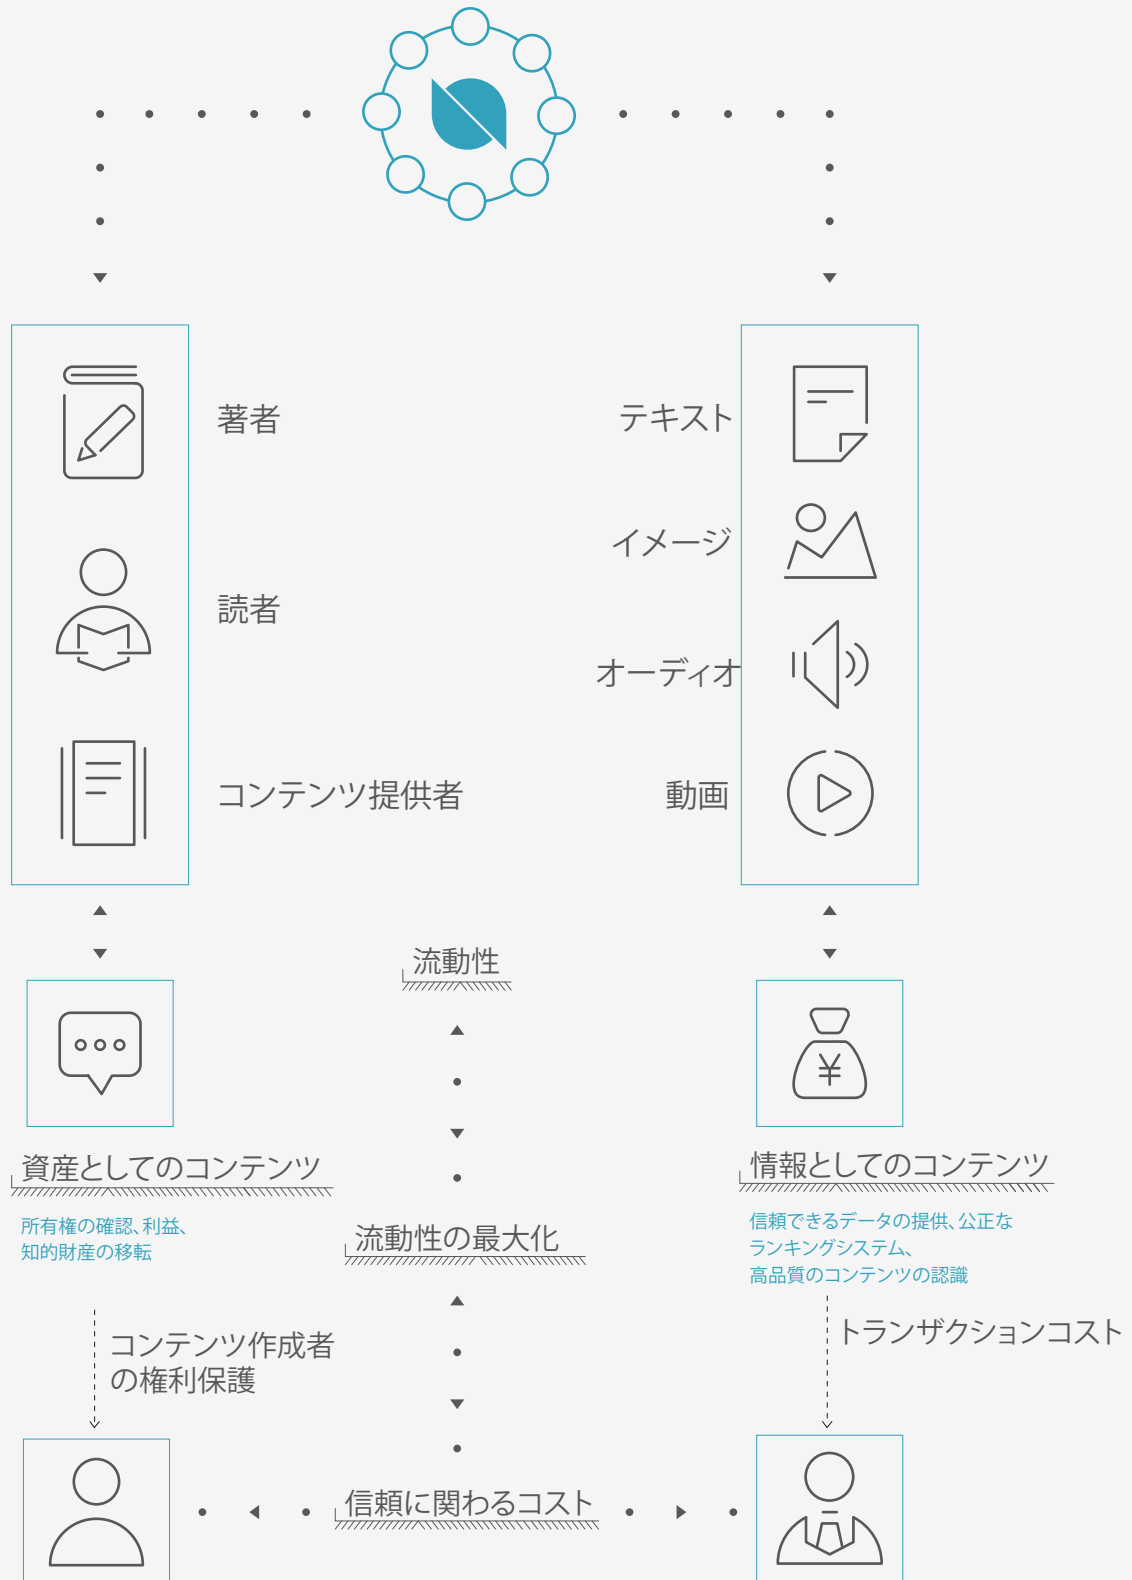 著者
読者
コンテンツ提供者
テキスト
イメージ
オーディオ
動画
流動性
資産としてのコンテンツ
所有権の確認、利益、
知的財産の移転
流動性の最大化
情報としてのコンテンツ
信頼できるデータの提供、公正な
ランキングシステム、
高品質のコンテンツの認識
コンテンツ作成者
の権利保護
トランザクションコスト
信頼に関わるコスト
¥